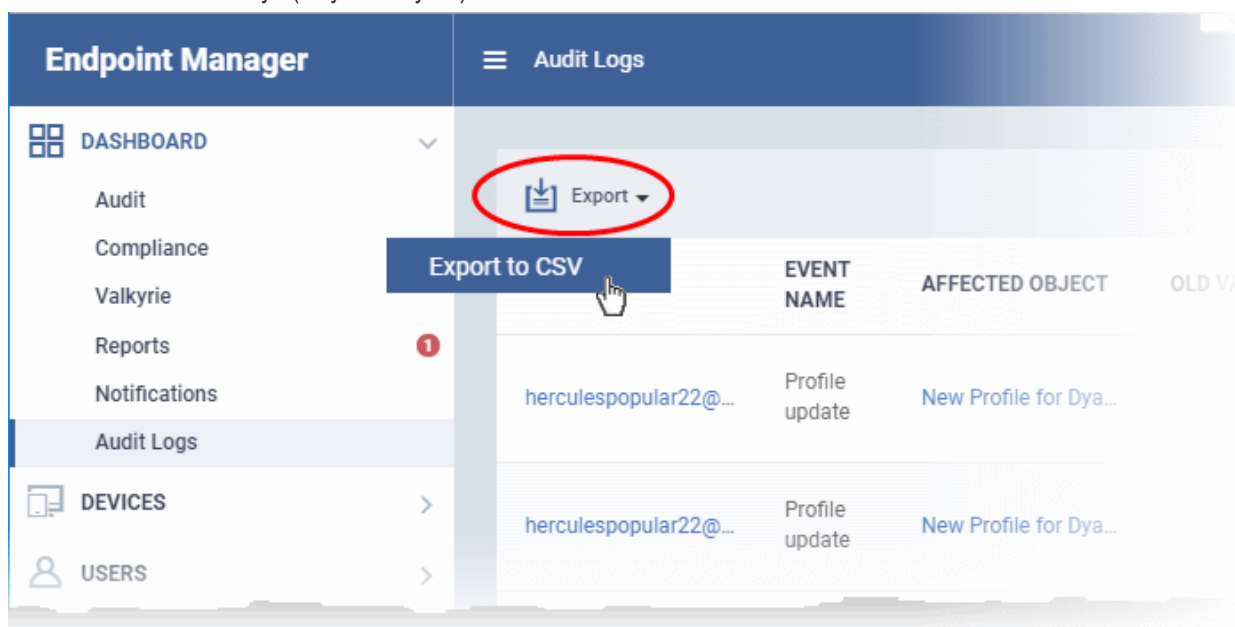 Endpoint Manager
Audit Logs
DASHBOARD
Audit
Compliance
Valkyrie
Reports
1
Notifications
Audit Logs
DEVICES
USERS
Export
Export to CSV
EVENT
NAME
AFFECTED OBJECT
OLD
herculespopular22@...
Profile
update
New Profile for Dya...
herculespopular22@...
Profile
update
New Profile for Dya...